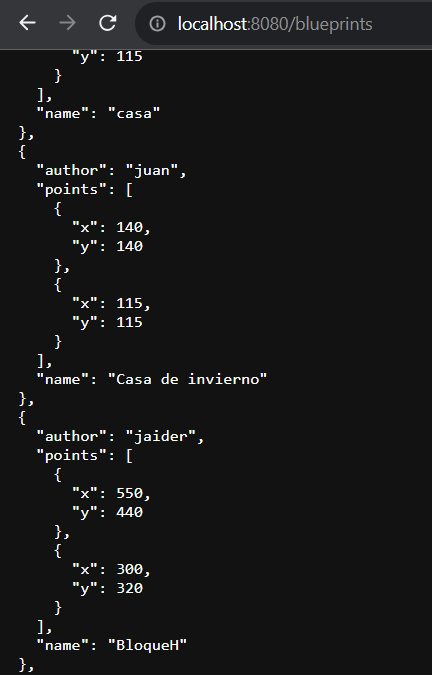 localhost:8080/blueprints
"y": 115
}
],
"name": "casa"
},
{
"author": "juan",
"points": [
{
"x": 140,
"y": 140
},
{
"x": 115,
"y": 115
}
],
"name": "Casa de invierno"
},
{
"author": "jaider",
"points": [
{
"x": 550,
"y": 440
},
{
"x": 300,
"y": 320
}
],
"name": "BloqueH"
},